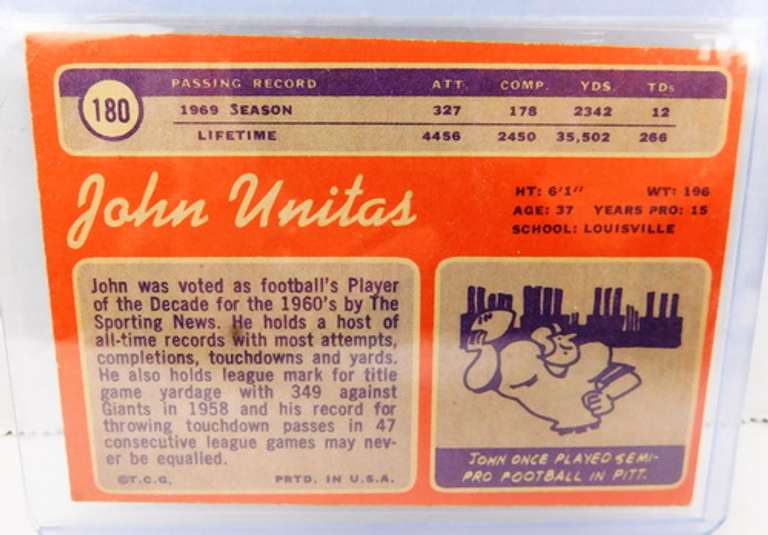 180
PASSING RECORD ATT. COMP. YDS. TDs
1969 SEASON 327 178 2342 12
LIFETIME 4456 2450 35,502 266
John Unitas
HT: 6'1" WT: 196
AGE: 37 YEARS PRO: 15
SCHOOL: LOUISVILLE
John was voted as football's Player
of the Decade for the 1960's by The
Sporting News. He holds a host of
all-time records with most attempts,
completions, touchdowns and yards.
He also holds league mark for title
game yardage with 349 against
Giants in 1958 and his record for
throwing touchdown passes in 47
consecutive league games may nev-
er be equalled.
©T.C.G. PRTD. IN U.S.A.
JOHN ONCE PLAYED SEMI-
PRO FOOTBALL IN PITT.